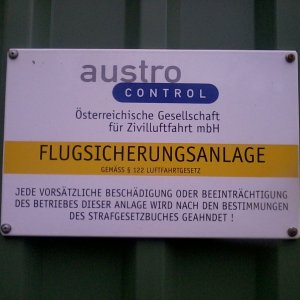 austro
CONTROL
Österreichische Gesellschaft
für Zivilluftfahrt mbH
FLUGSICHERUNGSANLAGE
GEMÄSS § 122 LUFTFAHRTGESETZ
JEDE VORSÄTZLICHE BESCHÄDIGUNG ODER BEEINTRÄCHTIGUNG
DES BETRIEBES DIESER ANLAGE WIRD NACH DEN BESTIMMUNGEN
DES STRAFGESETZBUCHES GEAHNDET !